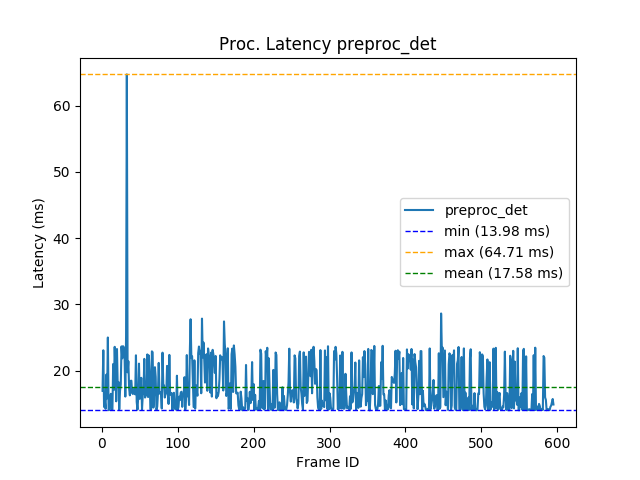 Proc. Latency preproc_det
Latency (ms)
60
50
40
30
20
preproc_det
min (13.98 ms)
max (64.71 ms)
mean (17.58 ms)
0 100 200 300 400 500 600
Frame ID